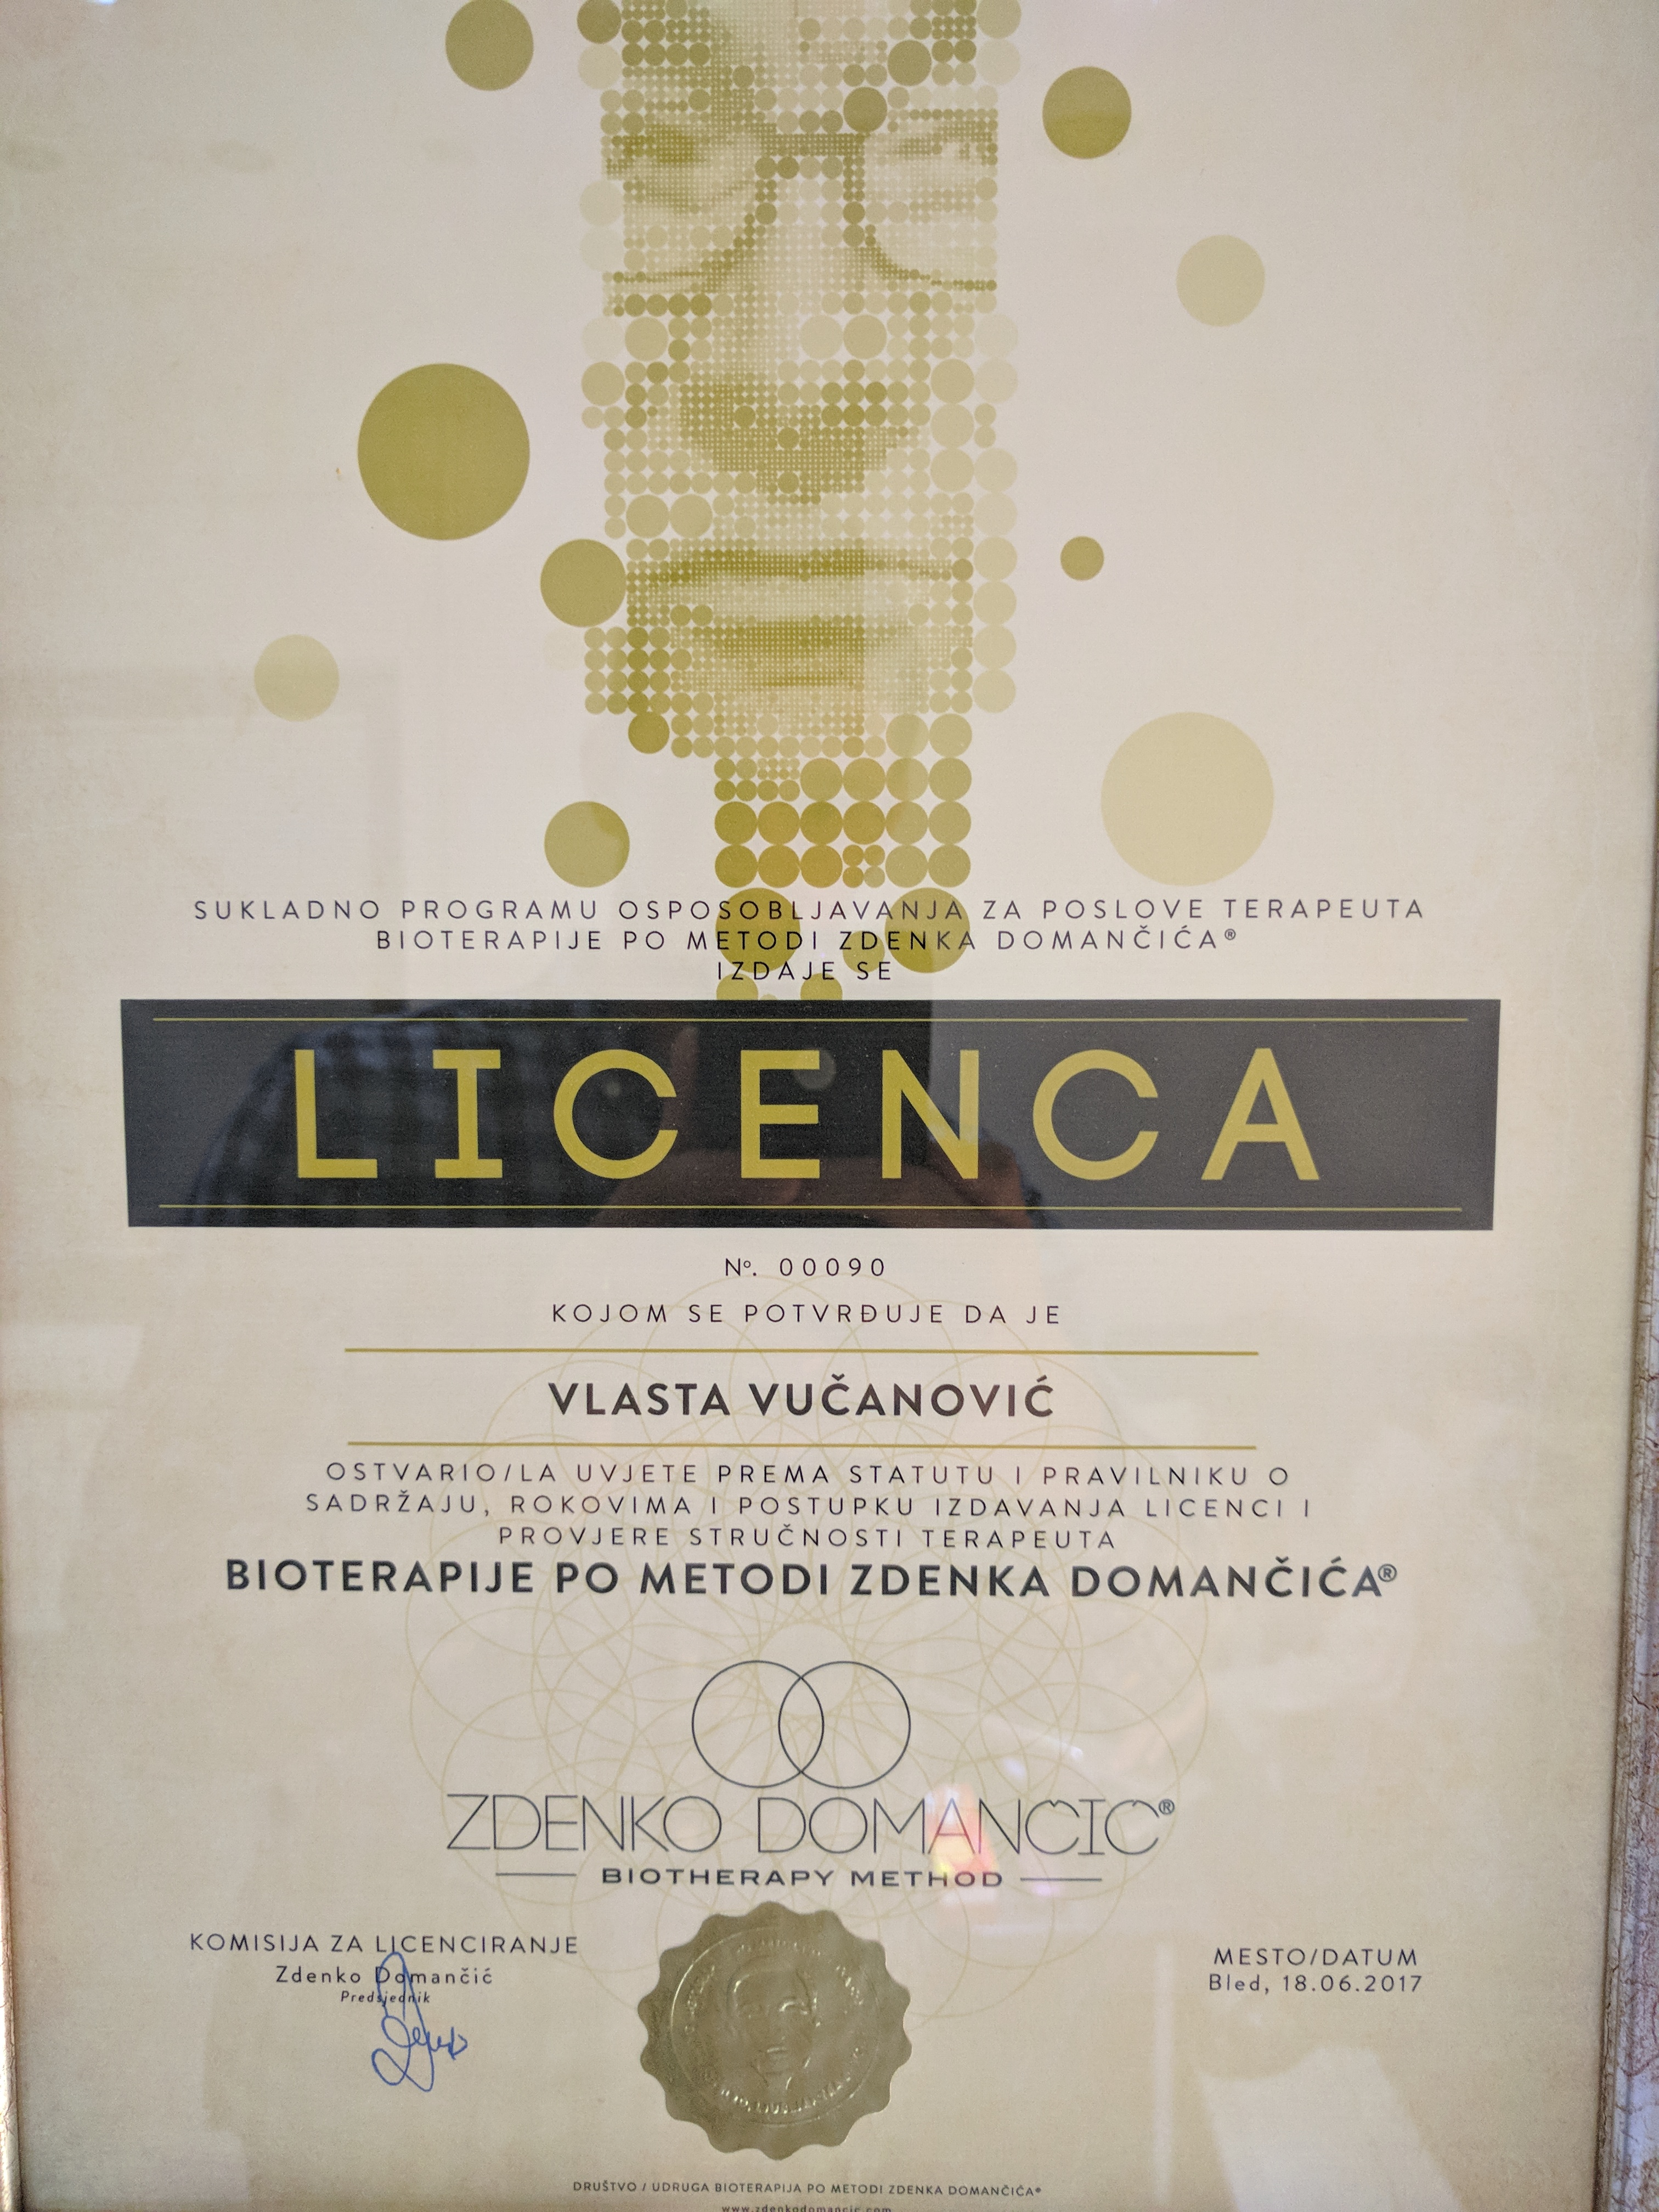 SUKLADNO PROGRAMU OSPOSOBLJAVANJA ZA POSLOVE TERAPEUTA
BIOTERAPIJE PO METODI ZDENKA DOMANČIĆA®
IZDAJE SE
LICENCA
Nº. 00090
KOJOM SE POTVRĐUJE DA JE
VLASTA VUČANOVIĆ
OSTVARIO/LA UVJETE PREMA STATUTU I PRAVILNIKU O
SADRŽAJU, ROKOVIMA I POSTUPKU IZDAVANJA LICENCI I
PROVJERE STRUČNOSTI TERAPEUTA
BIOTERAPIJE PO METODI ZDENKA DOMANČIĆA®
ZDENKO DOMANČIĆ®
BIOTHERAPY METHOD
KOMISIJA ZA LICENCIRANJE
Zdenko Domančić
Predsjednik
MESTO/DATUM
Bled, 18.06.2017
DRUŠTVO / UDRUGA BIOTERAPIJA PO METODI ZDENKA DOMANČIĆA®
www.zdenkodomancic.com